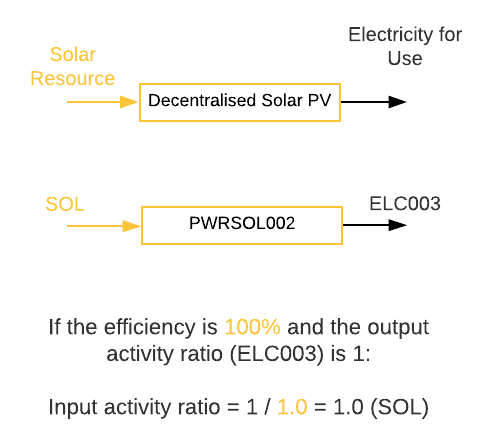 Solar
Resource
Electricity for
Use
Decentralised Solar PV
SOL
ELC003
PWRSOL002
If the efficiency is 100% and the output
activity ratio (ELC003) is 1:
Input activity ratio = 1 / 1.0 = 1.0 (SOL)